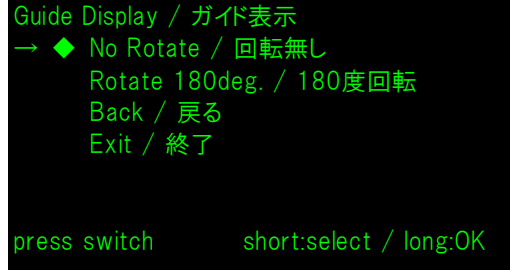 Guide Display / ガイド表示
→ ◆ No Rotate / 回転無し
Rotate 180deg. / 180度回転
Back / 戻る
Exit / 終了
press switch short:select / long:OK